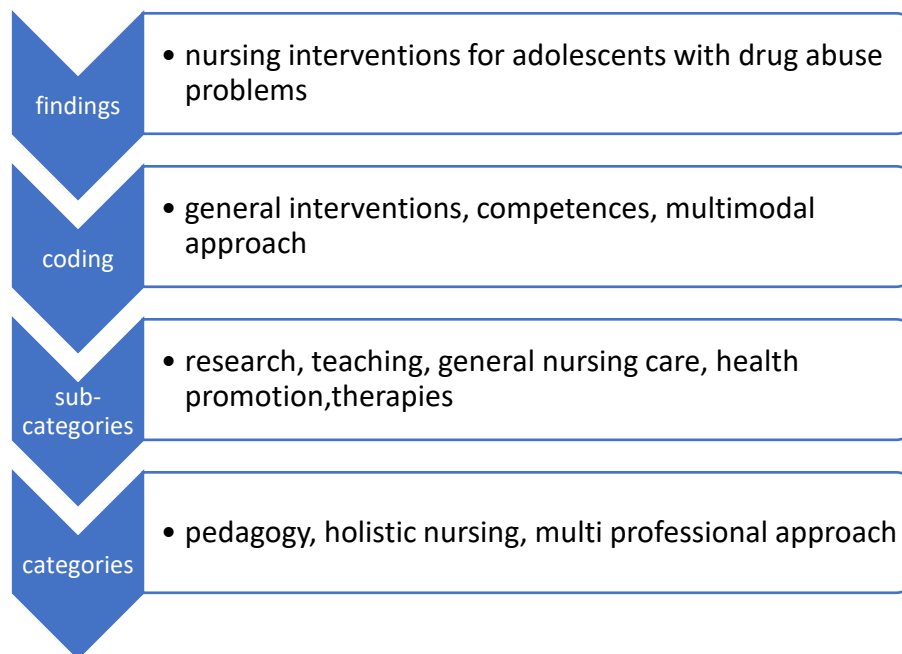 findings
• nursing interventions for adolescents with drug abuse
problems
coding
• general interventions, competences, multimodal
approach
sub-
categories
• research, teaching, general nursing care, health
promotion,therapies
categories
• pedagogy, holistic nursing, multi professional approach